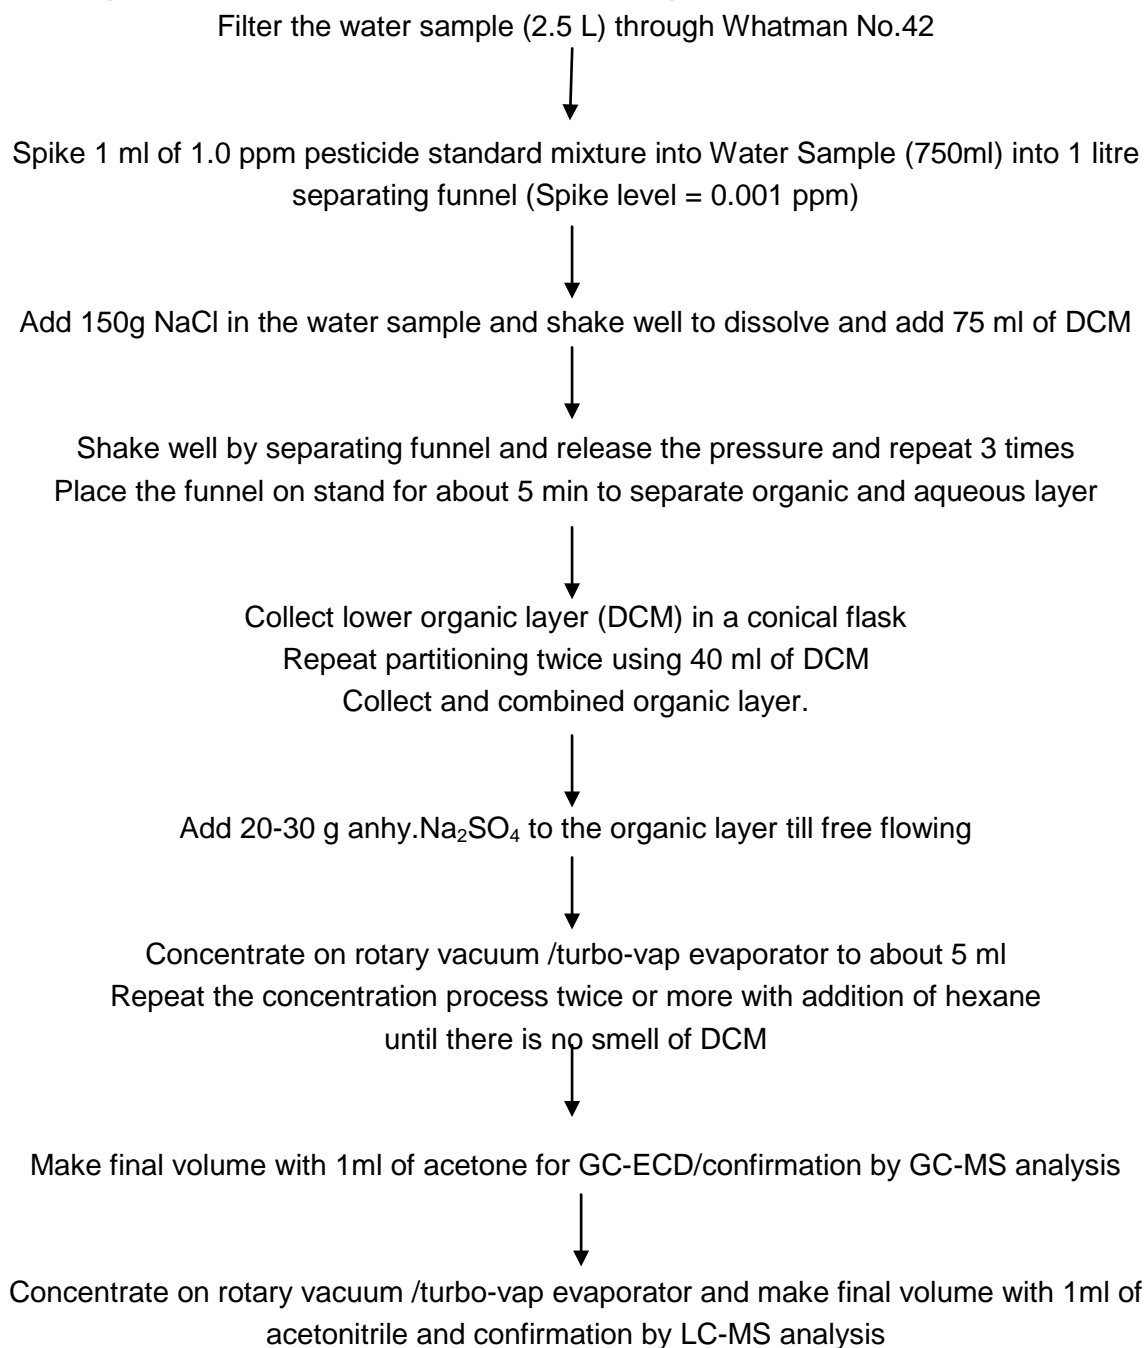 Filter the water sample (2.5 L) through Whatman No.42
Spike 1 ml of 1.0 ppm pesticide standard mixture into Water Sample (750ml) into 1 litre
separating funnel (Spike level = 0.001 ppm)
Add 150g NaCl in the water sample and shake well to dissolve and add 75 ml of DCM
Shake well by separating funnel and release the pressure and repeat 3 times
Place the funnel on stand for about 5 min to separate organic and aqueous layer
Collect lower organic layer (DCM) in a conical flask
Repeat partitioning twice using 40 ml of DCM
Collect and combined organic layer.
Add 20-30 g anhy.Na₂SO₄ to the organic layer till free flowing
Concentrate on rotary vacuum /turbo-vap evaporator to about 5 ml
Repeat the concentration process twice or more with addition of hexane
until there is no smell of DCM
Make final volume with 1ml of acetone for GC-ECD/confirmation by GC-MS analysis
Concentrate on rotary vacuum /turbo-vap evaporator and make final volume with 1ml of
acetonitrile and confirmation by LC-MS analysis